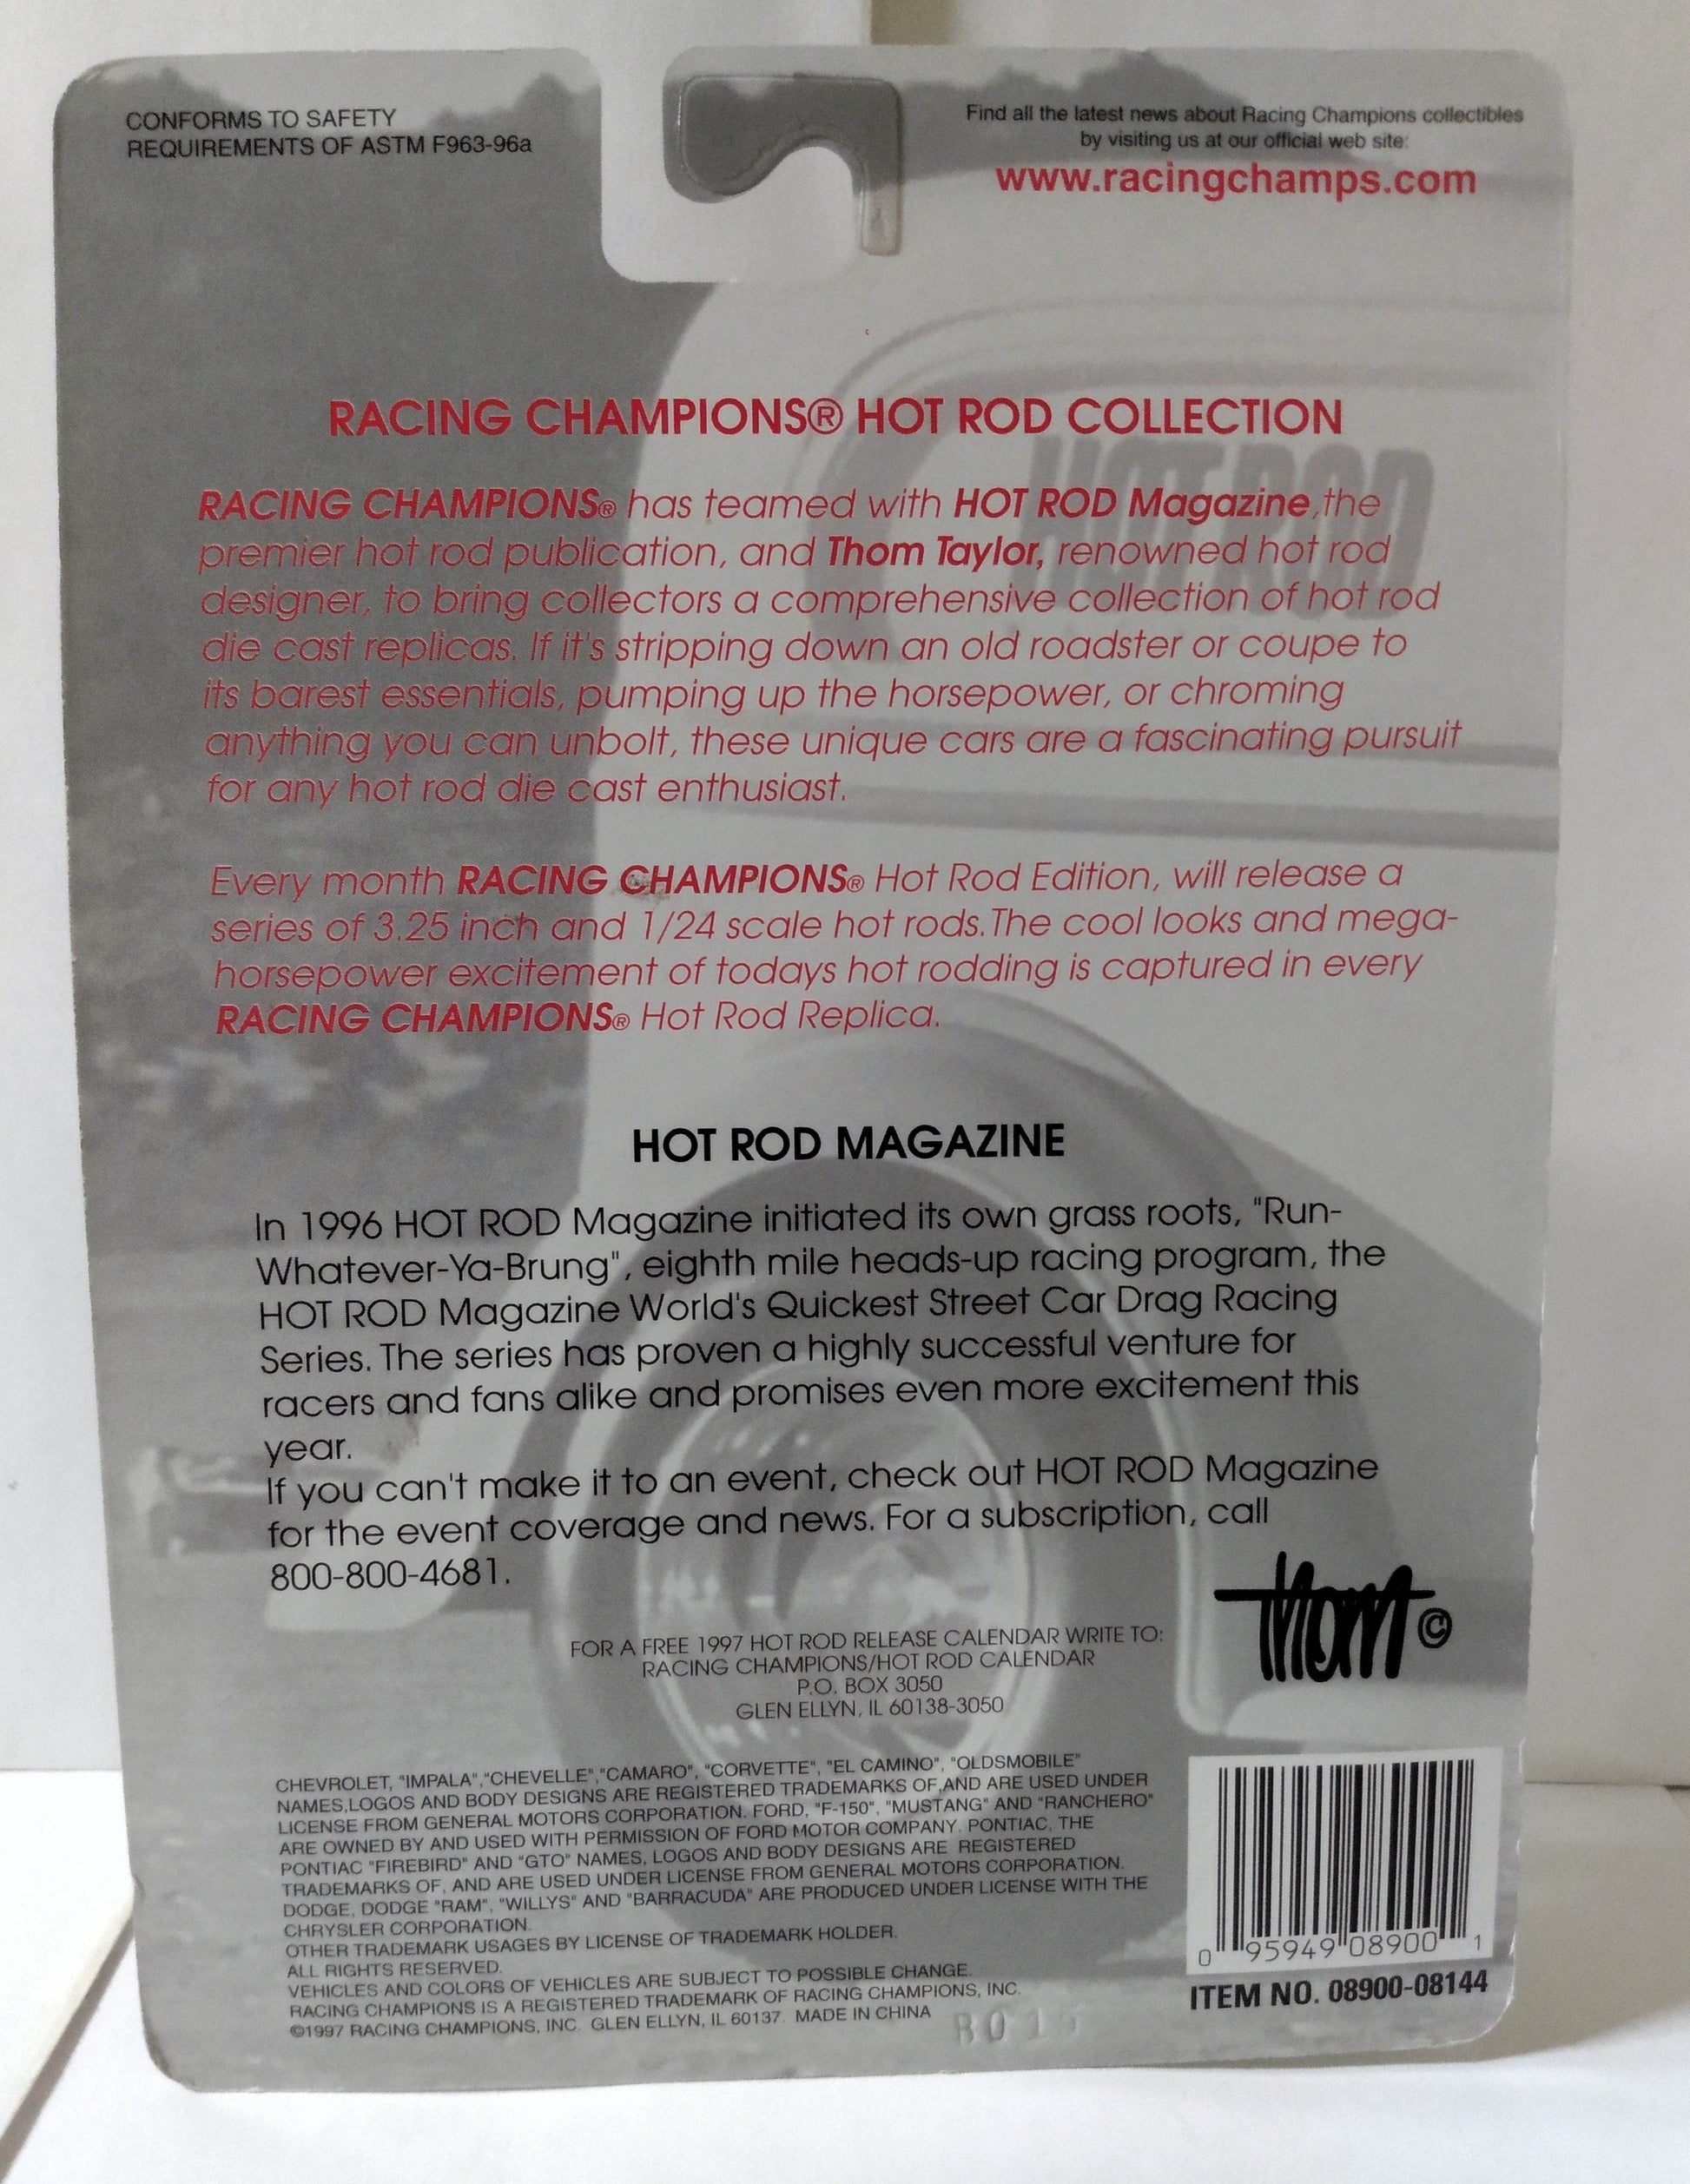 CONFORMS TO SAFETY
REQUIREMENTS OF ASTM F963-96a
Find all the latest news about Racing Champions collectibles
by visiting us at our official web site:
www.racingchamps.com
HOT ROD
RACING CHAMPIONS® HOT ROD COLLECTION
RACING CHAMPIONS® has teamed with HOT ROD Magazine,the
premier hot rod publication, and Thom Taylor, renowned hot rod
designer, to bring collectors a comprehensive collection of hot rod
die cast replicas. If it's stripping down an old roadster or coupe to
its barest essentials, pumping up the horsepower, or chroming
anything you can unbolt, these unique cars are a fascinating pursuit
for any hot rod die cast enthusiast.
Every month RACING CHAMPIONS® Hot Rod Edition, will release a
series of 3.25 inch and 1/24 scale hot rods.The cool looks and mega-
horsepower excitement of todays hot rodding is captured in every
RACING CHAMPIONS® Hot Rod Replica.
HOT ROD MAGAZINE
In 1996 HOT ROD Magazine initiated its own grass roots, "Run-
Whatever-Ya-Brung", eighth mile heads-up racing program, the
HOT ROD Magazine World's Quickest Street Car Drag Racing
Series. The series has proven a highly successful venture for
racers and fans alike and promises even more excitement this
year.
If you can't make it to an event, check out HOT ROD Magazine
for the event coverage and news. For a subscription, call
800-800-4681.
thom ©
FOR A FREE 1997 HOT ROD RELEASE CALENDAR WRITE TO:
RACING CHAMPIONS/HOT ROD CALENDAR
P.O. BOX 3050
GLEN ELLYN, IL 60138-3050
CHEVROLET, "IMPALA","CHEVELLE","CAMARO", "CORVETTE", "EL CAMINO", "OLDSMOBILE"
NAMES,LOGOS AND BODY DESIGNS ARE REGISTERED TRADEMARKS OF,AND ARE USED UNDER
LICENSE FROM GENERAL MOTORS CORPORATION. FORD, "F-150", "MUSTANG" AND "RANCHERO"
ARE OWNED BY AND USED WITH PERMISSION OF FORD MOTOR COMPANY. PONTIAC, THE
PONTIAC "FIREBIRD" AND "GTO" NAMES, LOGOS AND BODY DESIGNS ARE REGISTERED
TRADEMARKS OF, AND ARE USED UNDER LICENSE FROM GENERAL MOTORS CORPORATION.
DODGE, DODGE "RAM", "WILLYS" AND "BARRACUDA" ARE PRODUCED UNDER LICENSE WITH THE
CHRYSLER CORPORATION.
OTHER TRADEMARK USAGES BY LICENSE OF TRADEMARK HOLDER.
ALL RIGHTS RESERVED.
VEHICLES AND COLORS OF VEHICLES ARE SUBJECT TO POSSIBLE CHANGE.
RACING CHAMPIONS IS A REGISTERED TRADEMARK OF RACING CHAMPIONS, INC.
©1997 RACING CHAMPIONS, INC. GLEN ELLYN, IL 60137. MADE IN CHINA
0 95949 08900 1
ITEM NO. 08900-08144